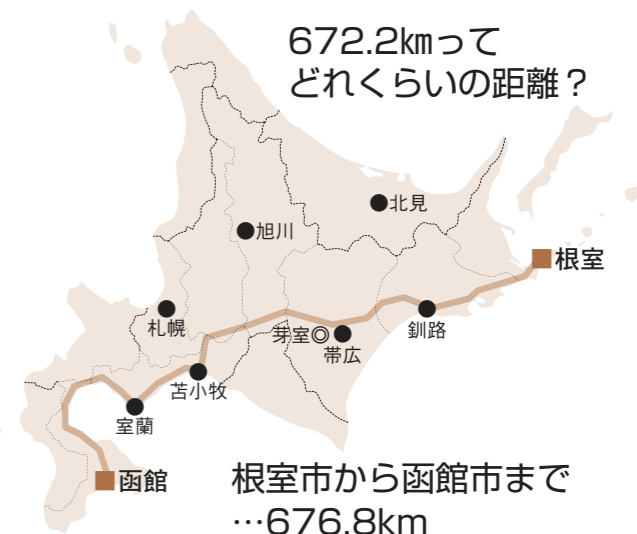 672.2㎞って
どれくらいの距離？
北見
旭川
根室
札幌
芽室◎
帯広
釧路
苫小牧
室蘭
函館
根室市から函館市まで
…676.8km